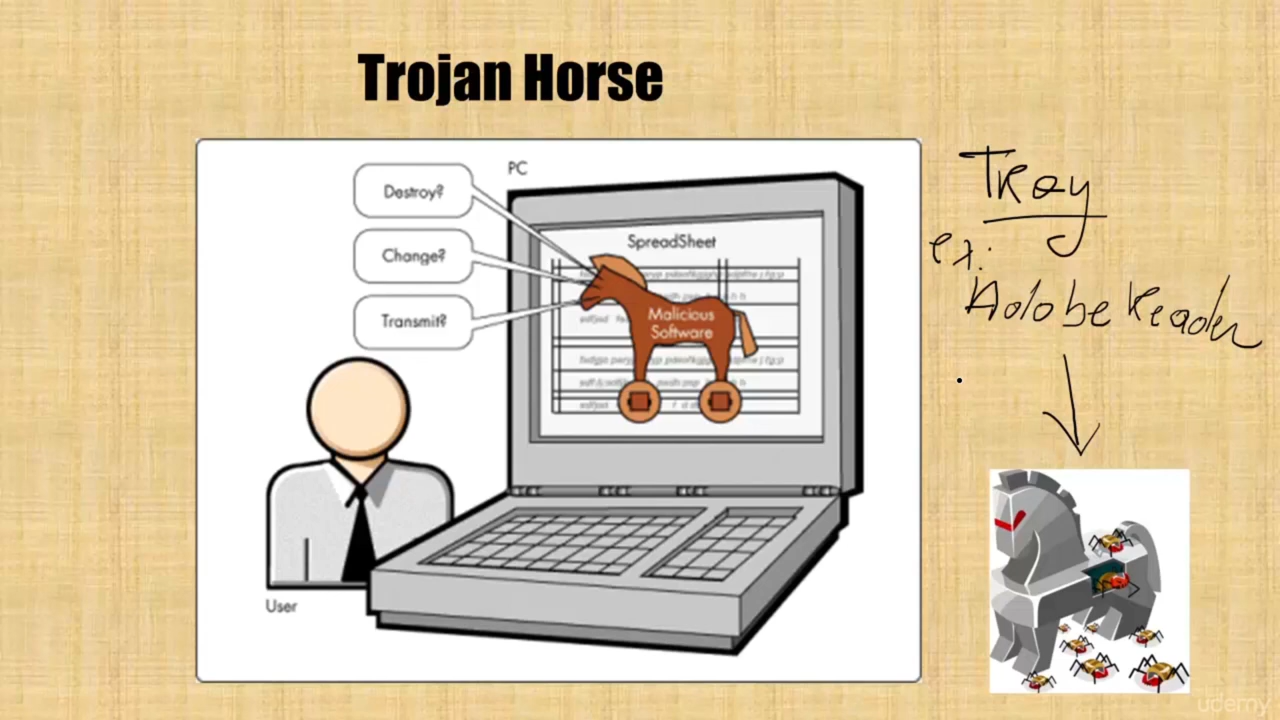 Trojan Horse
PC
Destroy?
Change?
Transmit?
SpreadSheet
Malicious
Software
User
Troy
ex:
Adobe Reader
udemy